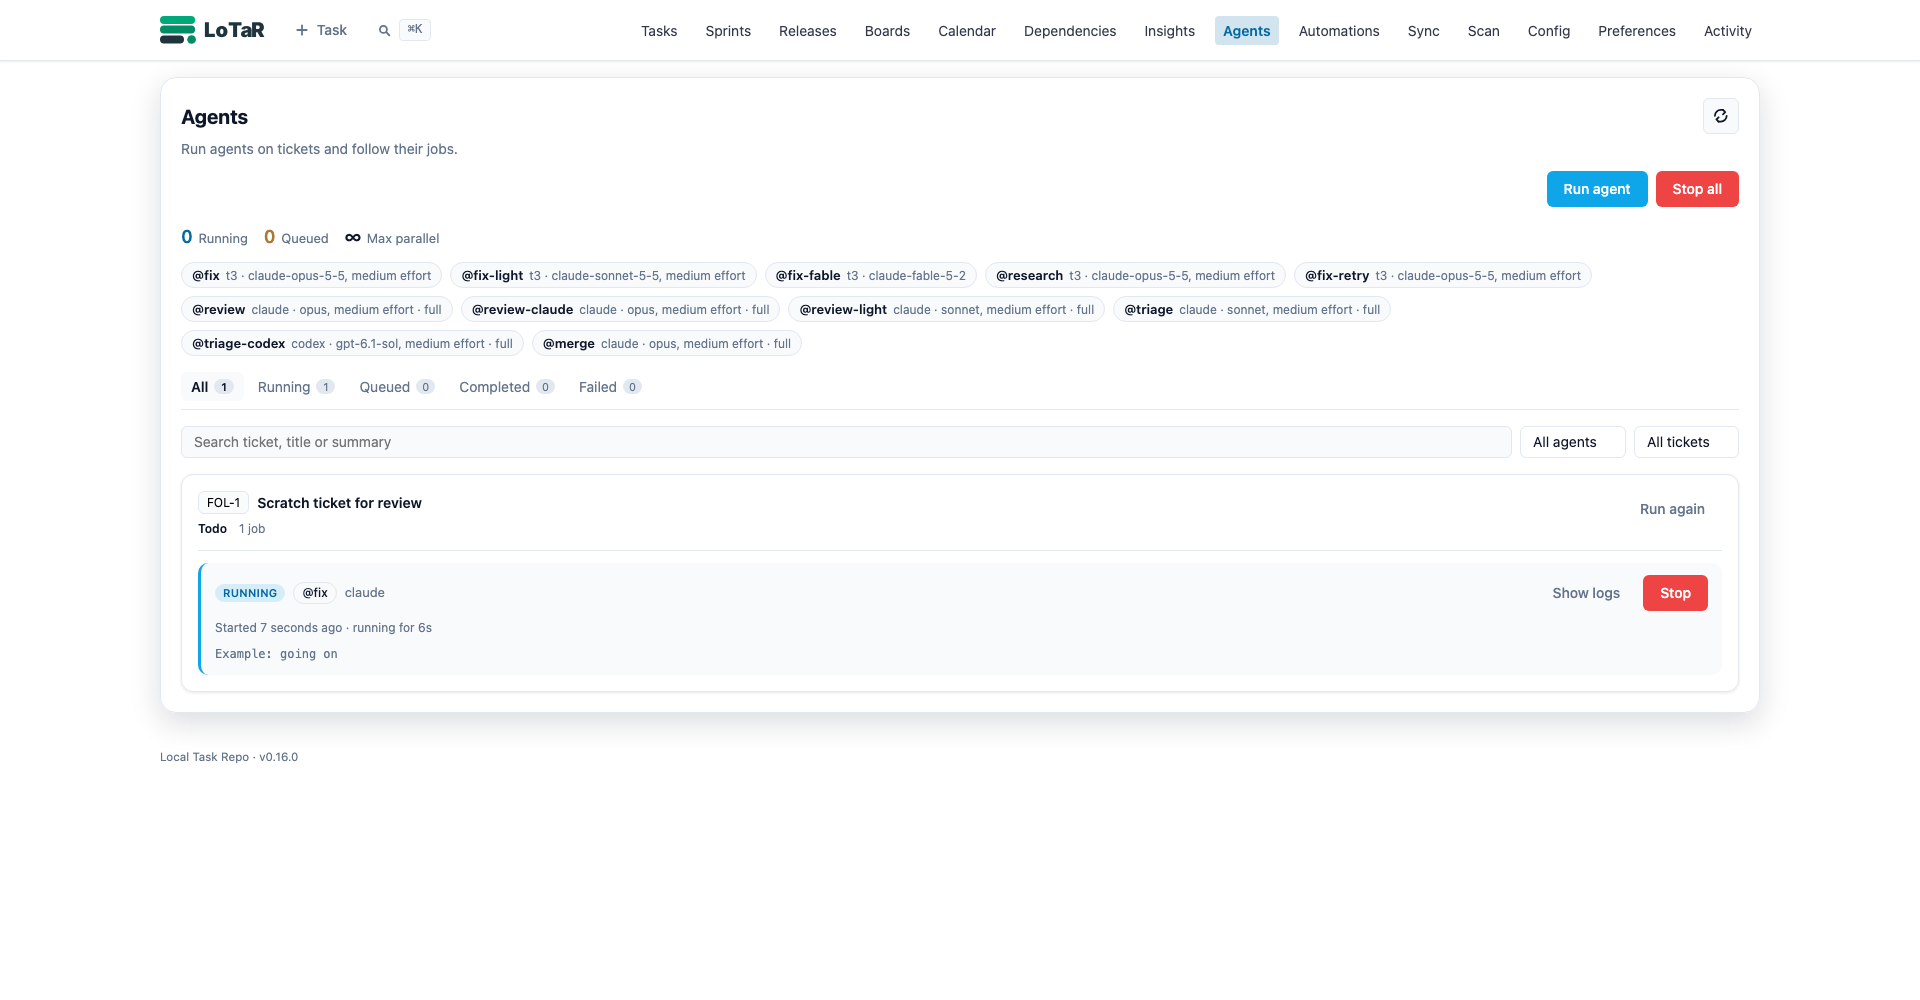 LoTaR + Task ⌘K Tasks Sprints Releases Boards Calendar Dependencies Insights Agents Automations Sync Scan Config Preferences Activity
Agents
Run agents on tickets and follow their jobs.
Run agent Stop all
0 Running 0 Queued ∞ Max parallel
@fix t3 · claude-opus-5-5, medium effort @fix-light t3 · claude-sonnet-5-5, medium effort @fix-fable t3 · claude-fable-5-2 @research t3 · claude-opus-5-5, medium effort @fix-retry t3 · claude-opus-5-5, medium effort
@review claude · opus, medium effort · full @review-claude claude · opus, medium effort · full @review-light claude · sonnet, medium effort · full @triage claude · sonnet, medium effort · full
@triage-codex codex · gpt-6.1-sol, medium effort · full @merge claude · opus, medium effort · full
All 1 Running 1 Queued 0 Completed 0 Failed 0
Search ticket, title or summary All agents All tickets
FOL-1 Scratch ticket for review Run again
Todo 1 job
RUNNING @fix claude Show logs Stop
Started 7 seconds ago · running for 6s
Example: going on
Local Task Repo · v0.16.0